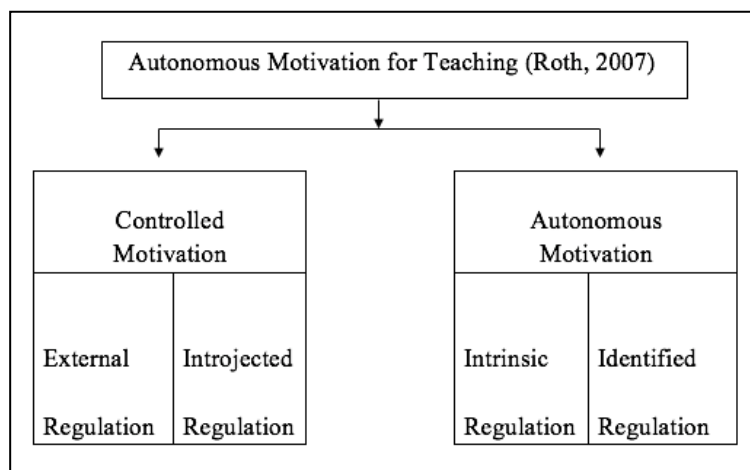 Autonomous Motivation for Teaching (Roth, 2007)
Controlled
Motivation
External
Regulation
Introjected
Regulation
Autonomous
Motivation
Intrinsic
Regulation
Identified
Regulation